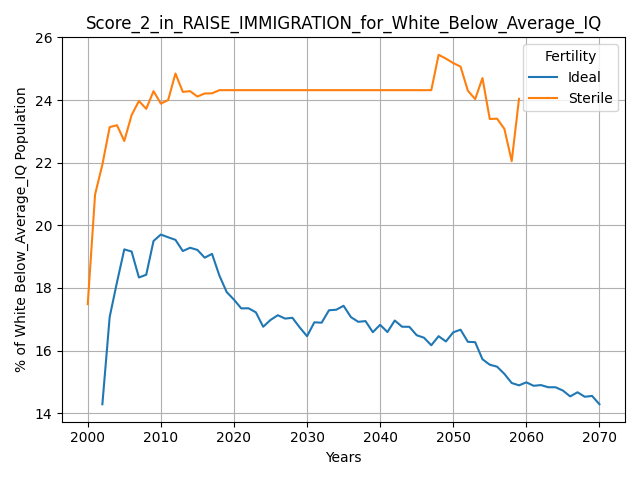 Score_2_in_RAISE_IMMIGRATION_for_White_Below_Average_IQ
% of White Below_Average_IQ Population
26
24
22
20
18
16
14
Fertility
Ideal
Sterile
2000 2010 2020 2030 2040 2050 2060 2070
Years